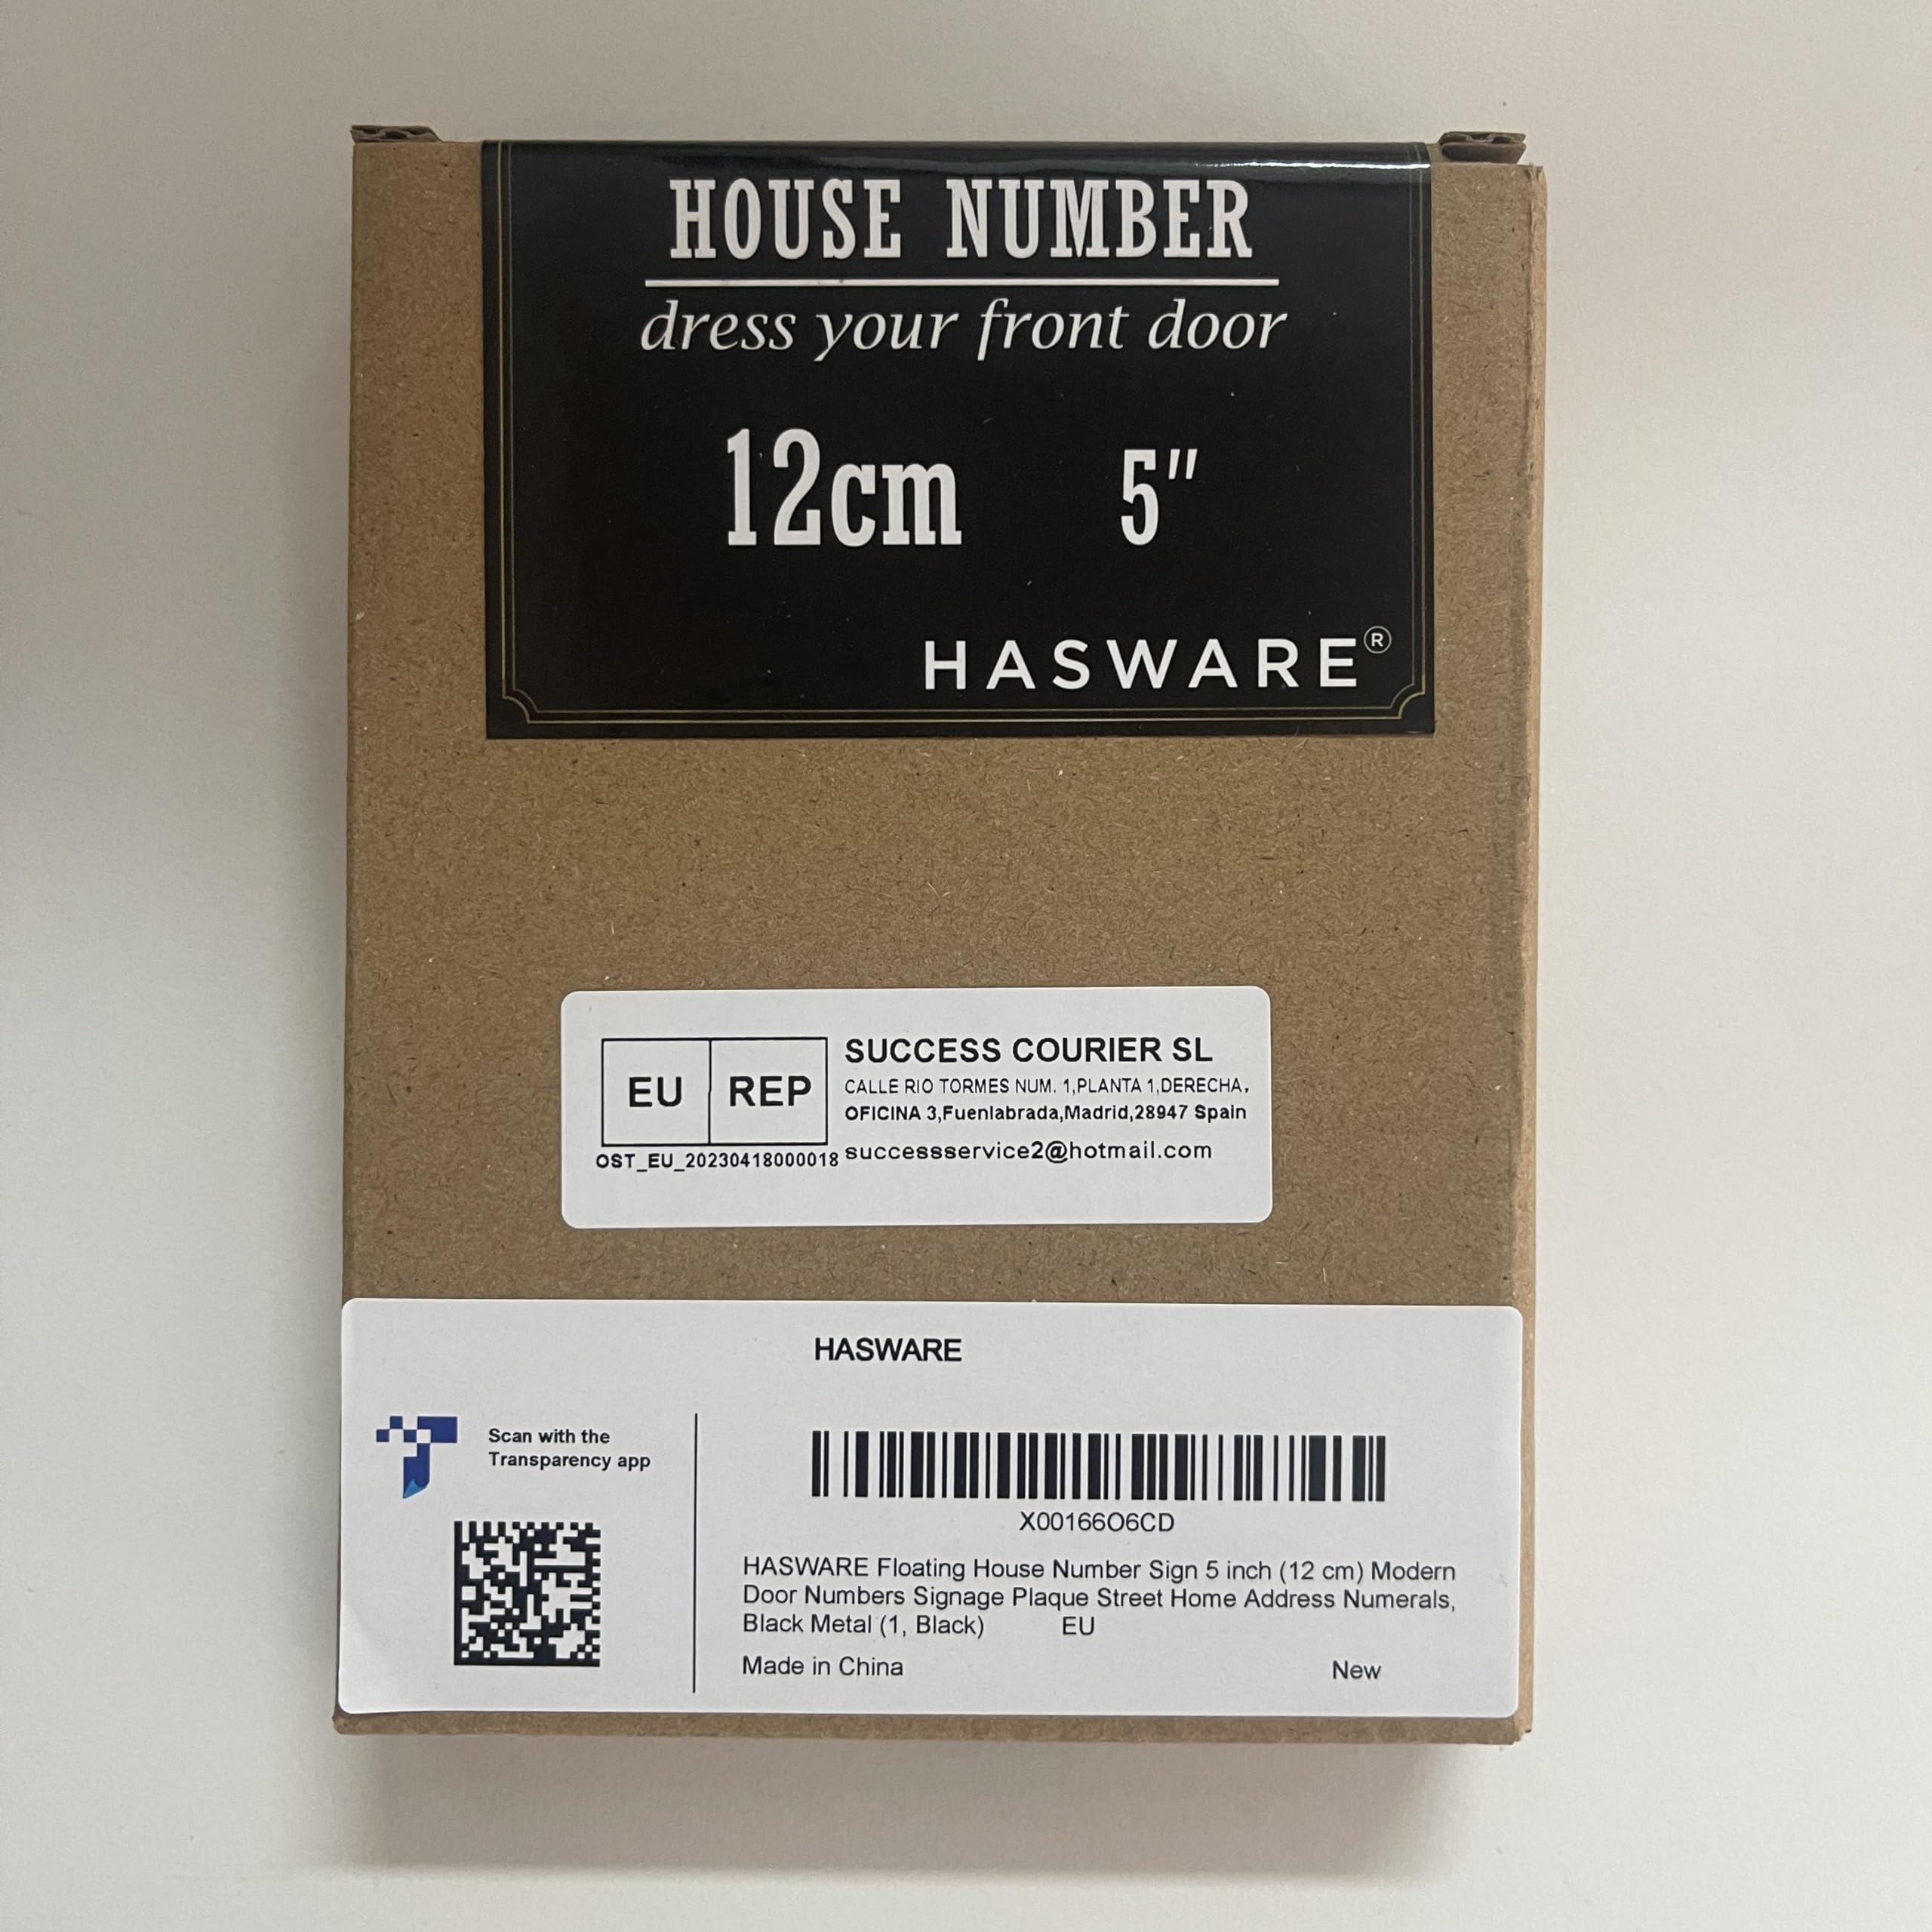 HOUSE NUMBER
dress your front door
12cm 5"
HASWARE®
EU REP
OST_EU_20230418000018
SUCCESS COURIER SL
CALLE RIO TORMES NUM. 1,PLANTA 1,DERECHA,
OFICINA 3,Fuenlabrada,Madrid,28947 Spain
successservice2@hotmail.com
HASWARE
Scan with the
Transparency app
X00166O6CD
HASWARE Floating House Number Sign 5 inch (12 cm) Modern
Door Numbers Signage Plaque Street Home Address Numerals,
Black Metal (1, Black) EU
Made in China New